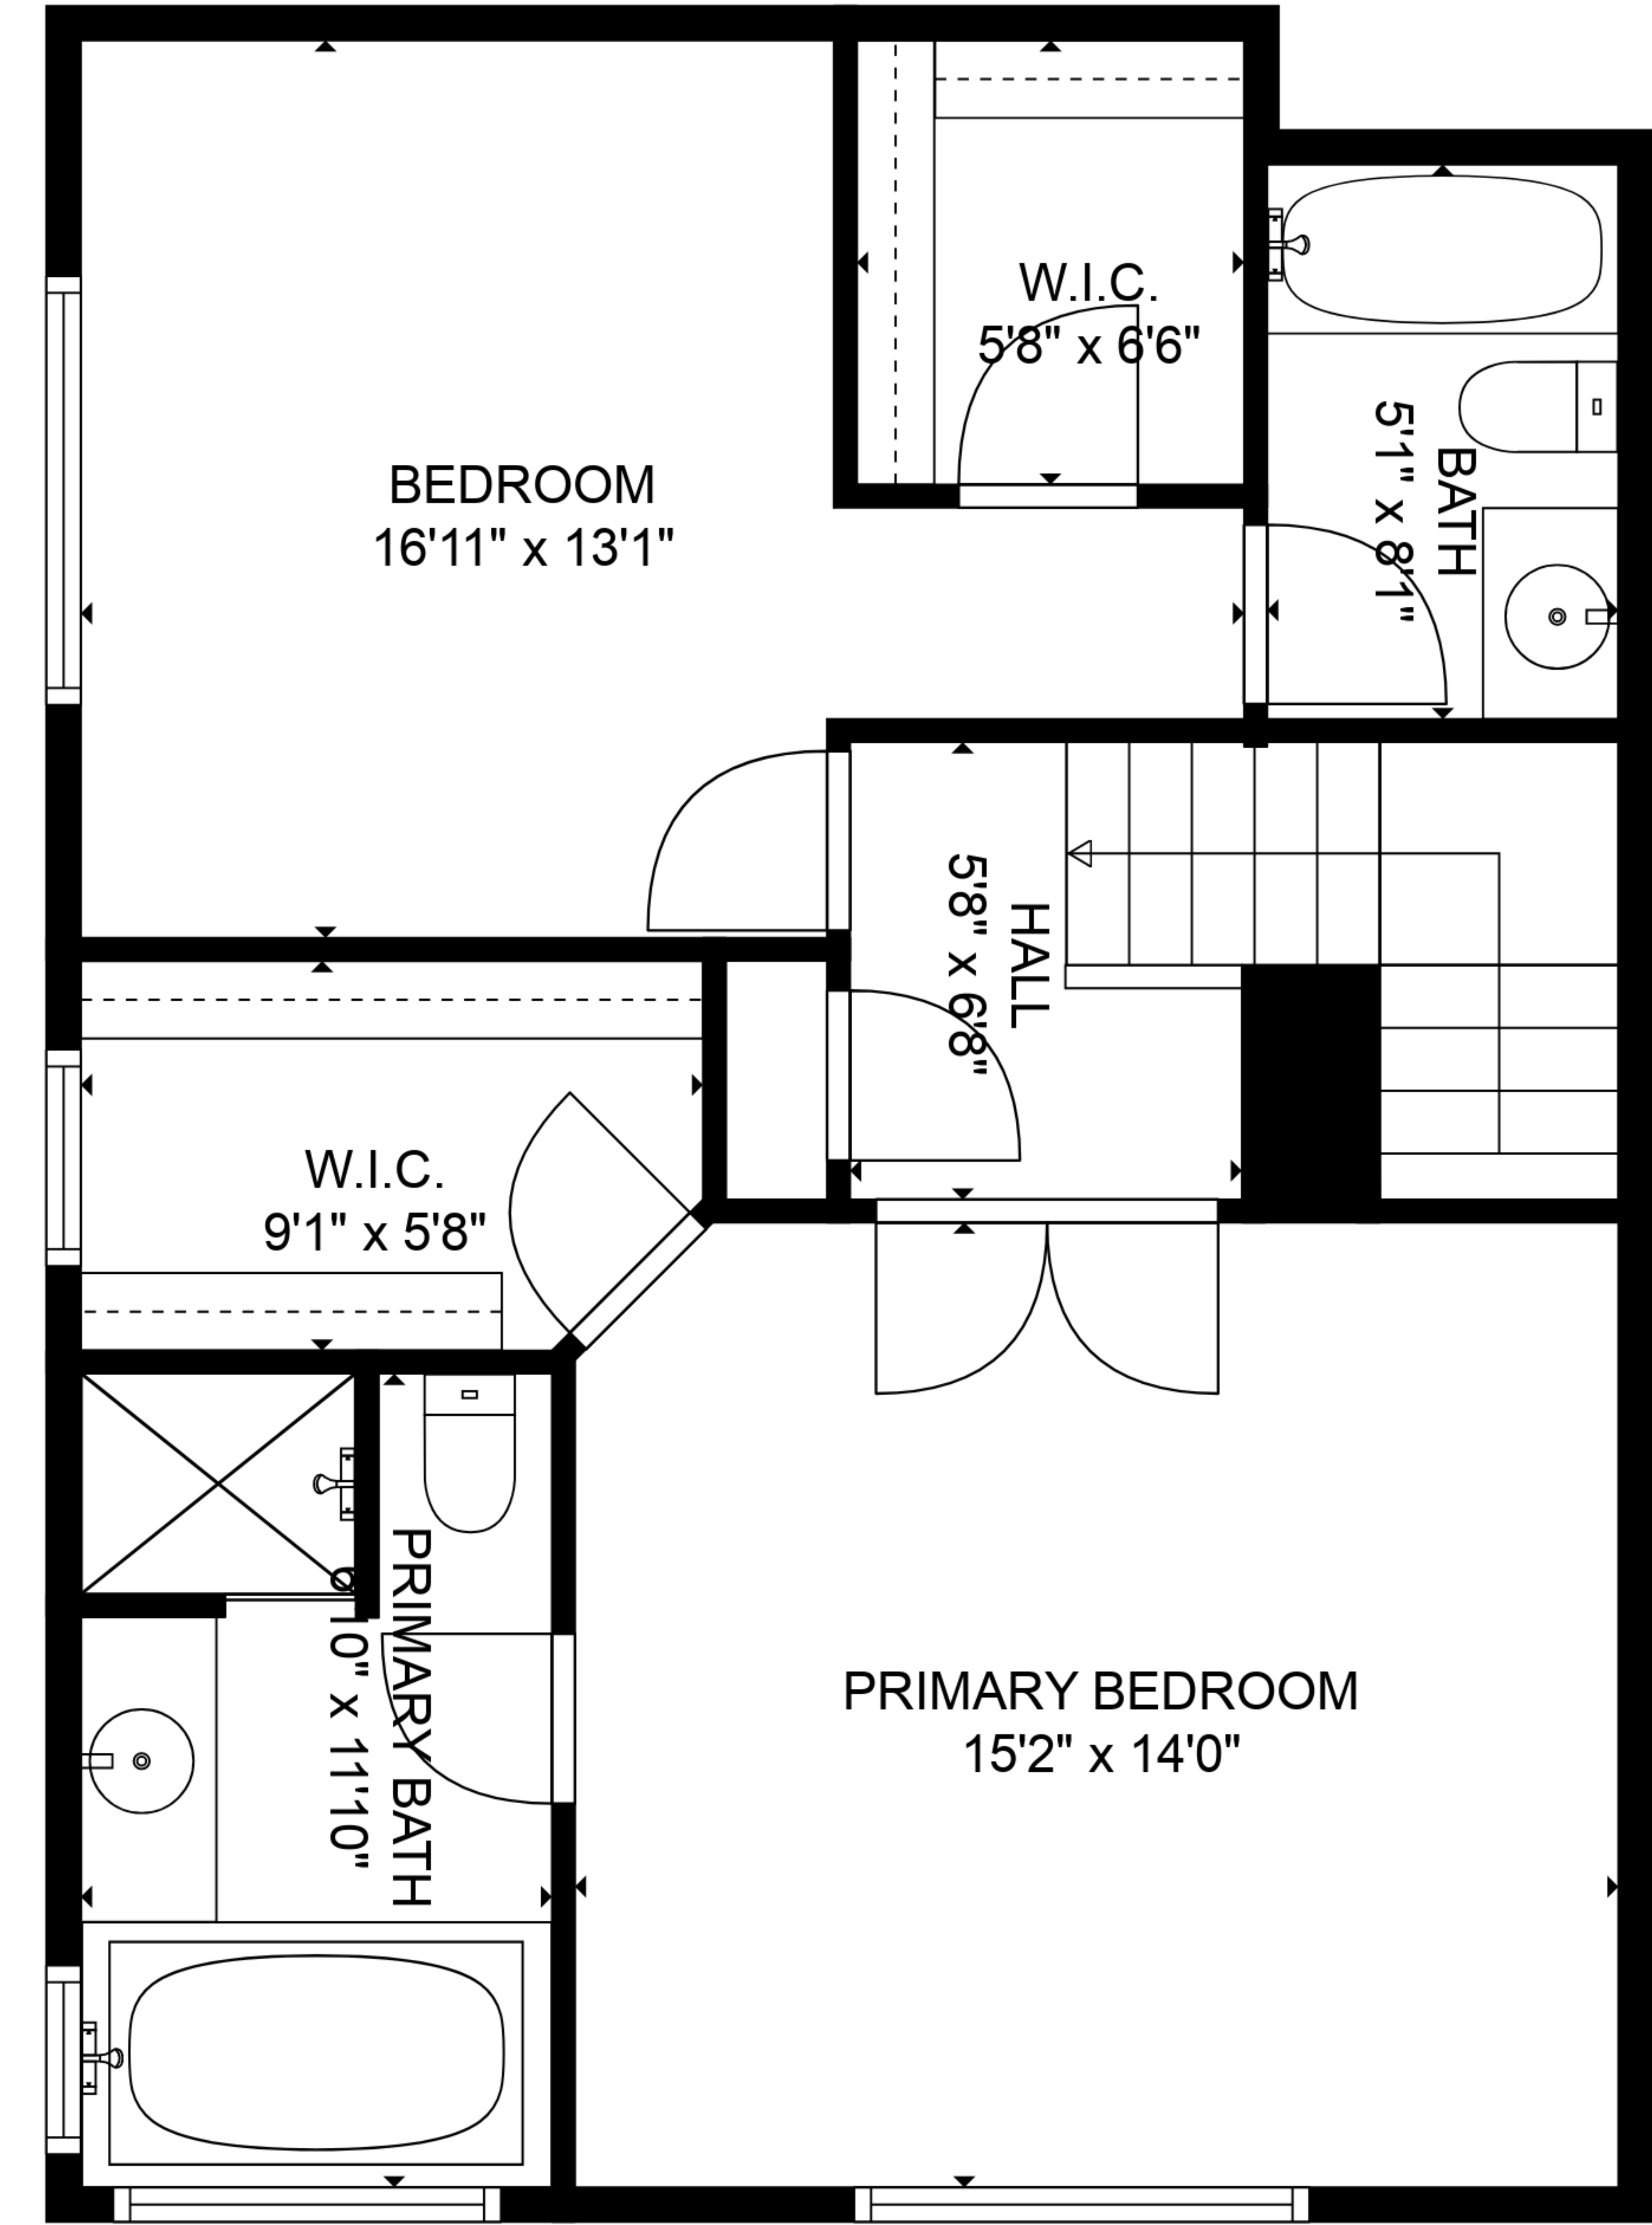 BEDROOM
16'11" x 13'1"
W.I.C.
5'8" x 6'6"
BATH
5'1" x 8'1"
HALL
5'8" x 6'8"
W.I.C.
9'1" x 5'8"
PRIMARY BATH
6'10" x 11'10"
PRIMARY BEDROOM
15'2" x 14'0"